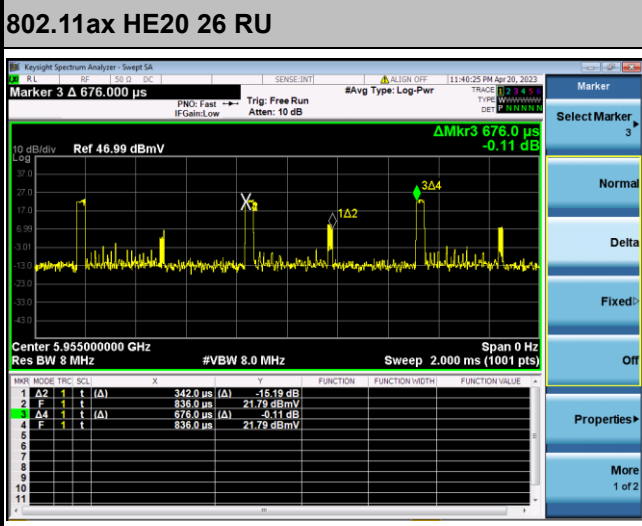 802.11ax HE20 26 RU
Keysight Spectrum Analyzer - Swept SA
RL RF 50 Ω DC SENSE:INT ALIGN OFF 11:40:25 PM Apr 20, 2023
Marker 3 Δ 676.000 μs
PNO: Fast
IFGain:Low
Trig: Free Run
Atten: 10 dB
#Avg Type: Log-Pwr
TRACE 1 2 3 4 5 6
TYPE WWWWWW
DET P N N N N N
ΔMkr3 676.0 μs
-0.11 dB
10 dB/div Ref 46.99 dBmV
Log
37.0
27.0
17.0
6.99
-3.01
-13.0
-23.0
-33.0
-43.0
3Δ4
1Δ2
Center 5.955000000 GHz Span 0 Hz
Res BW 8 MHz #VBW 8.0 MHz Sweep 2.000 ms (1001 pts)
MKR MODE TRC SCL X Y FUNCTION FUNCTION WIDTH FUNCTION VALUE
1 Δ2 1 t (Δ) 342.0 μs (Δ) -15.19 dB
2 F 1 t 836.0 μs 21.79 dBmV
3 Δ4 1 t (Δ) 676.0 μs (Δ) -0.11 dB
4 F 1 t 836.0 μs 21.79 dBmV
5
6
7
8
9
10
11
Marker
Select Marker
3
Normal
Delta
Fixed
Off
Properties
More
1 of 2